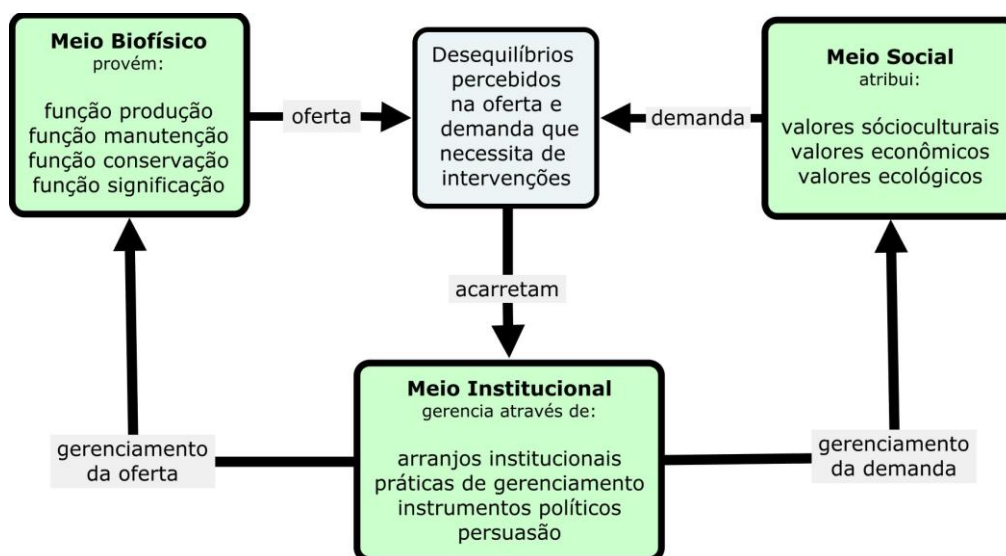 Meio Biofísico
provém:
função produção
função manutenção
função conservação
função significação
oferta
Desequilíbrios
percebidos
na oferta e
demanda que
necessita de
intervenções
demanda
Meio Social
atribui:
valores sócioculturais
valores econômicos
valores ecológicos
acarretam
Meio Institucional
gerencia através de:
arranjos institucionais
práticas de gerenciamento
instrumentos políticos
persuasão
gerenciamento
da oferta
gerenciamento
da demanda